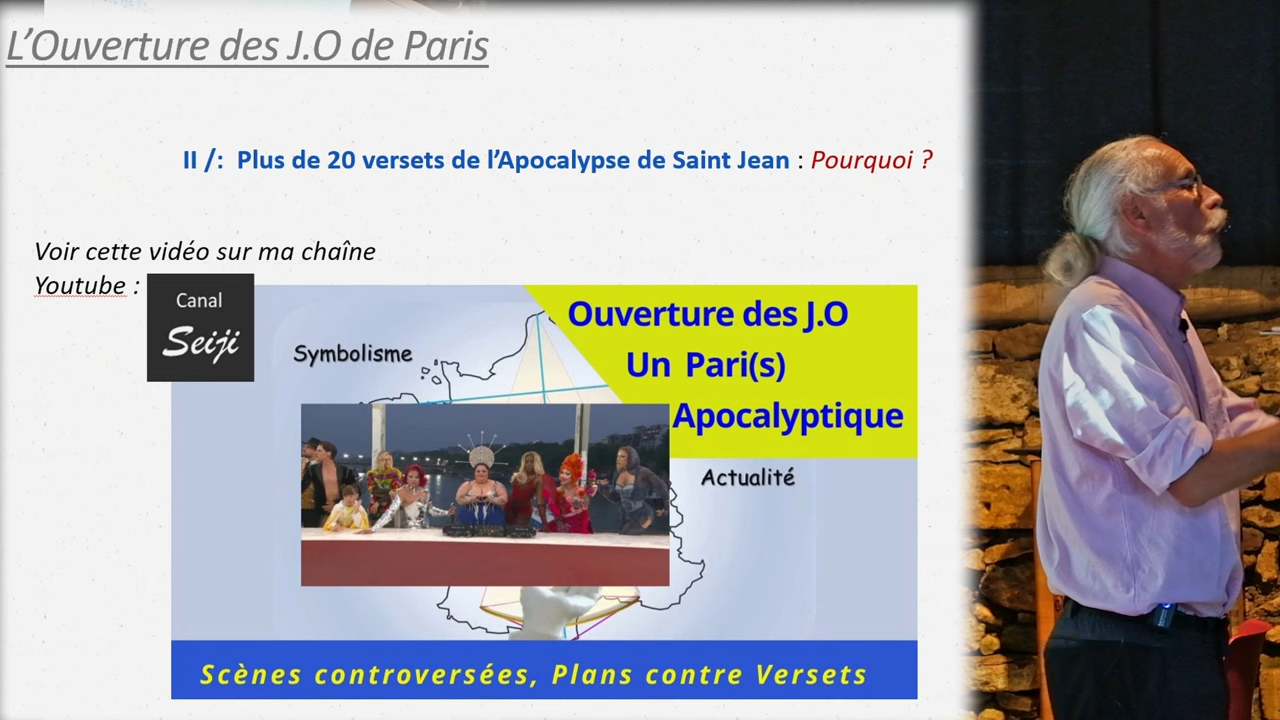 L'Ouverture des J.O de Paris
II /: Plus de 20 versets de l'Apocalypse de Saint Jean : Pourquoi ?
Voir cette vidéo sur ma chaîne
Youtube :
Canal
Seiji
Symbolisme
Ouverture des J.O
Un Pari(s)
Apocalyptique
Actualité
Scènes controversées, Plans contre Versets